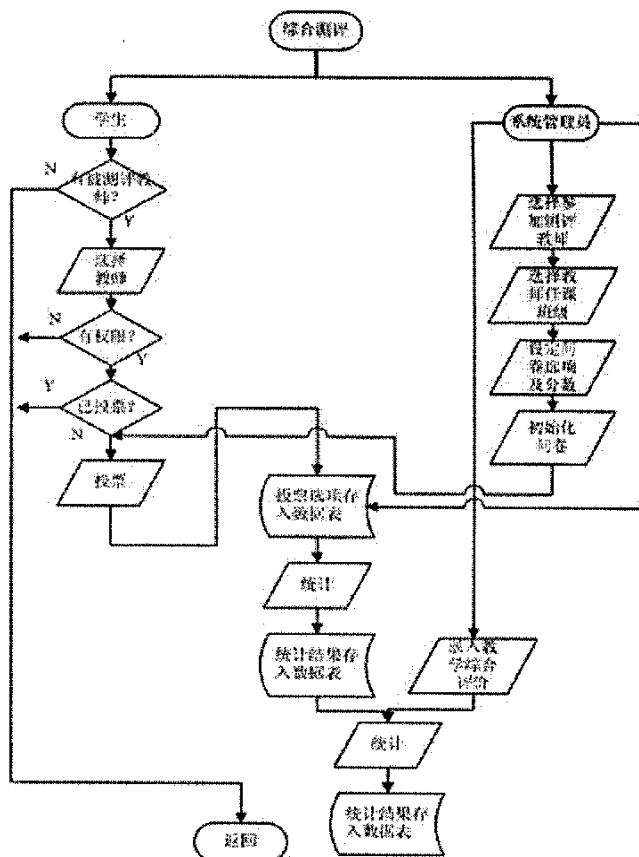 综合测评
学生
系统管理员
N
有被测评教
师?
Y
选择
教师
N
有权限?
Y
Y
已投票?
N
投票
选择参
加测评
教师
选择教
师任课
班级
设定问
卷选项
及分数
初始化
问卷
投票选项存
入数据表
统计
统计结果存
入数据表
录入教
学综合
评价
统计
统计结果存
入数据表
返回